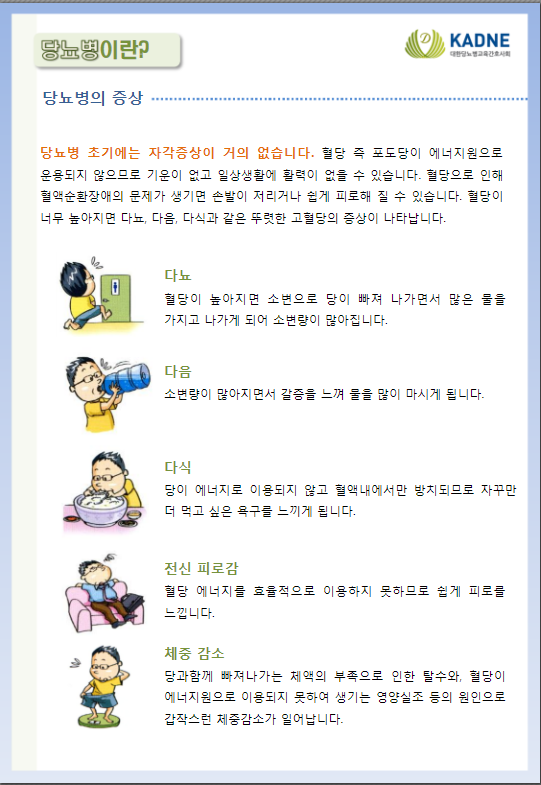 당뇨병이란?
KADNE
대한당뇨병교육간호사회
당뇨병의 증상
당뇨병 초기에는 자각증상이 거의 없습니다. 혈당 즉 포도당이 에너지원으로
운용되지 않으므로 기운이 없고 일상생활에 활력이 없을 수 있습니다. 혈당으로 인해
혈액순환장애의 문제가 생기면 손발이 저리거나 쉽게 피로해 질 수 있습니다. 혈당이
너무 높아지면 다뇨, 다음, 다식과 같은 뚜렷한 고혈당의 증상이 나타납니다.
다뇨
혈당이 높아지면 소변으로 당이 빠져 나가면서 많은 물을
가지고 나가게 되어 소변량이 많아집니다.
다음
소변량이 많아지면서 갈증을 느껴 물을 많이 마시게 됩니다.
다식
당이 에너지로 이용되지 않고 혈액내에서만 방치되므로 자꾸만
더 먹고 싶은 욕구를 느끼게 됩니다.
전신 피로감
혈당 에너지를 효율적으로 이용하지 못하므로 쉽게 피로를
느낍니다.
체중 감소
당과함께 빠져나가는 체액의 부족으로 인한 탈수와, 혈당이
에너지원으로 이용되지 못하여 생기는 영양실조 등의 원인으로
갑작스런 체중감소가 일어납니다.